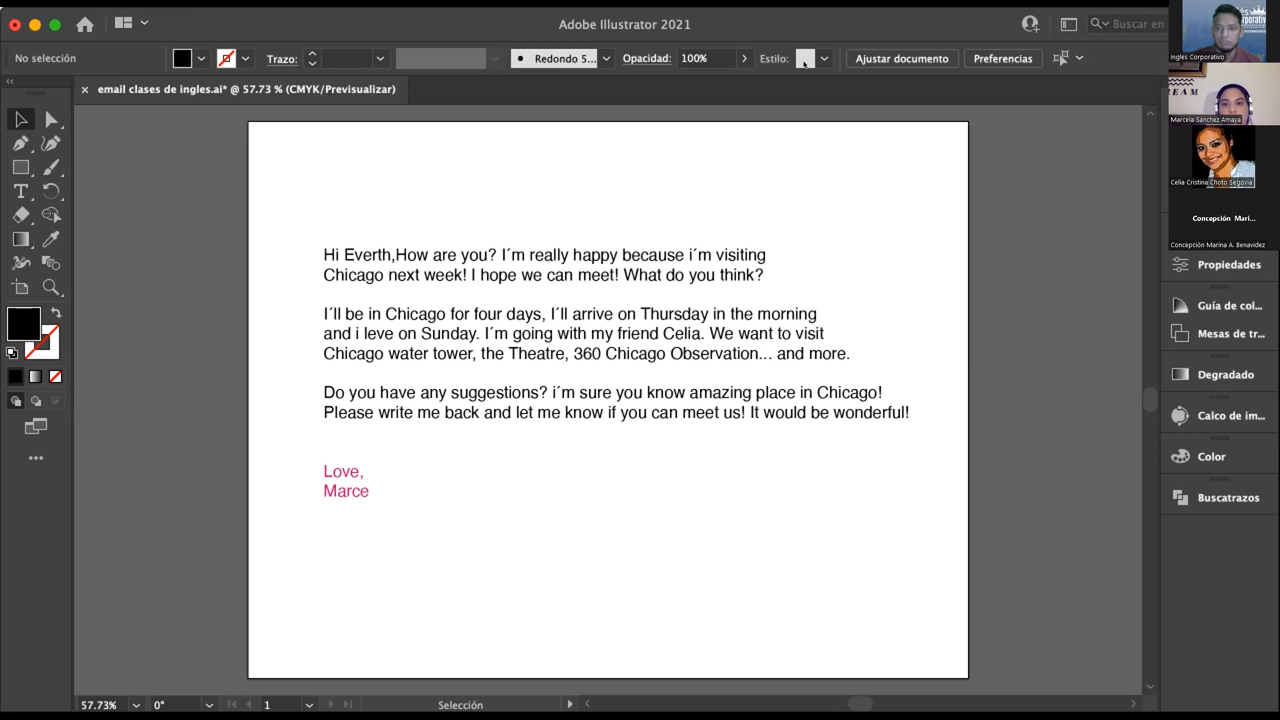 Adobe Illustrator 2021
Buscar en
No selección
Trazo:
Redondo 5...
Opacidad:
100%
Estilo:
Ajustar documento
Preferencias
email clases de ingles.ai* @ 57.73 % (CMYK/Previsualizar)
Hi Everth,How are you? I´m really happy because i´m visiting
Chicago next week! I hope we can meet! What do you think?
I´ll be in Chicago for four days, I´ll arrive on Thursday in the morning
and i leve on Sunday. I´m going with my friend Celia. We want to visit
Chicago water tower, the Theatre, 360 Chicago Observation... and more.
Do you have any suggestions? i´m sure you know amazing place in Chicago!
Please write me back and let me know if you can meet us! It would be wonderful!
Love,
Marce
Ingles Corporativo
EAM
Marcela Sánchez Amaya
Celia Cristina Choto Segovia
Concepción Mari...
Concepción Marina A. Benavidez
Propiedades
Guía de col...
Mesas de tr...
Degradado
Calco de im...
Color
Buscatrazos
57.73%
0°
1
Selección